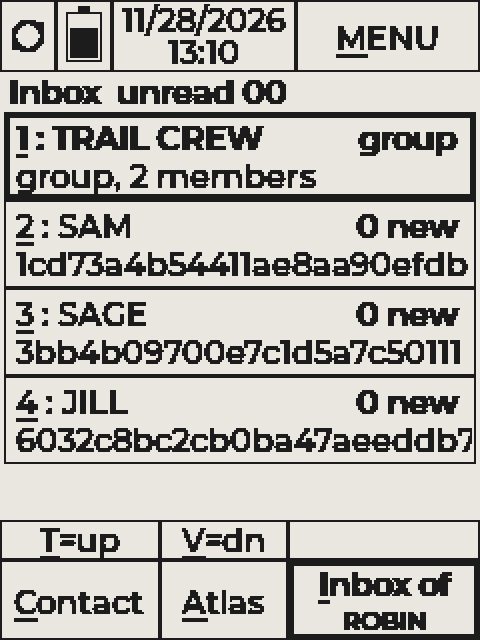 11/28/2026
13:10
MENU
Inbox unread 00
1: TRAIL CREW group
group, 2 members
2: SAM 0 new
1cd73a4b54411ae8aa90efdb
3: SAGE 0 new
3bb4b09700e7c1d5a7c50111
4: JILL 0 new
6032c8bc2cb0ba47aeeddb7
T=up V=dn
Contact Atlas Inbox of
ROBIN